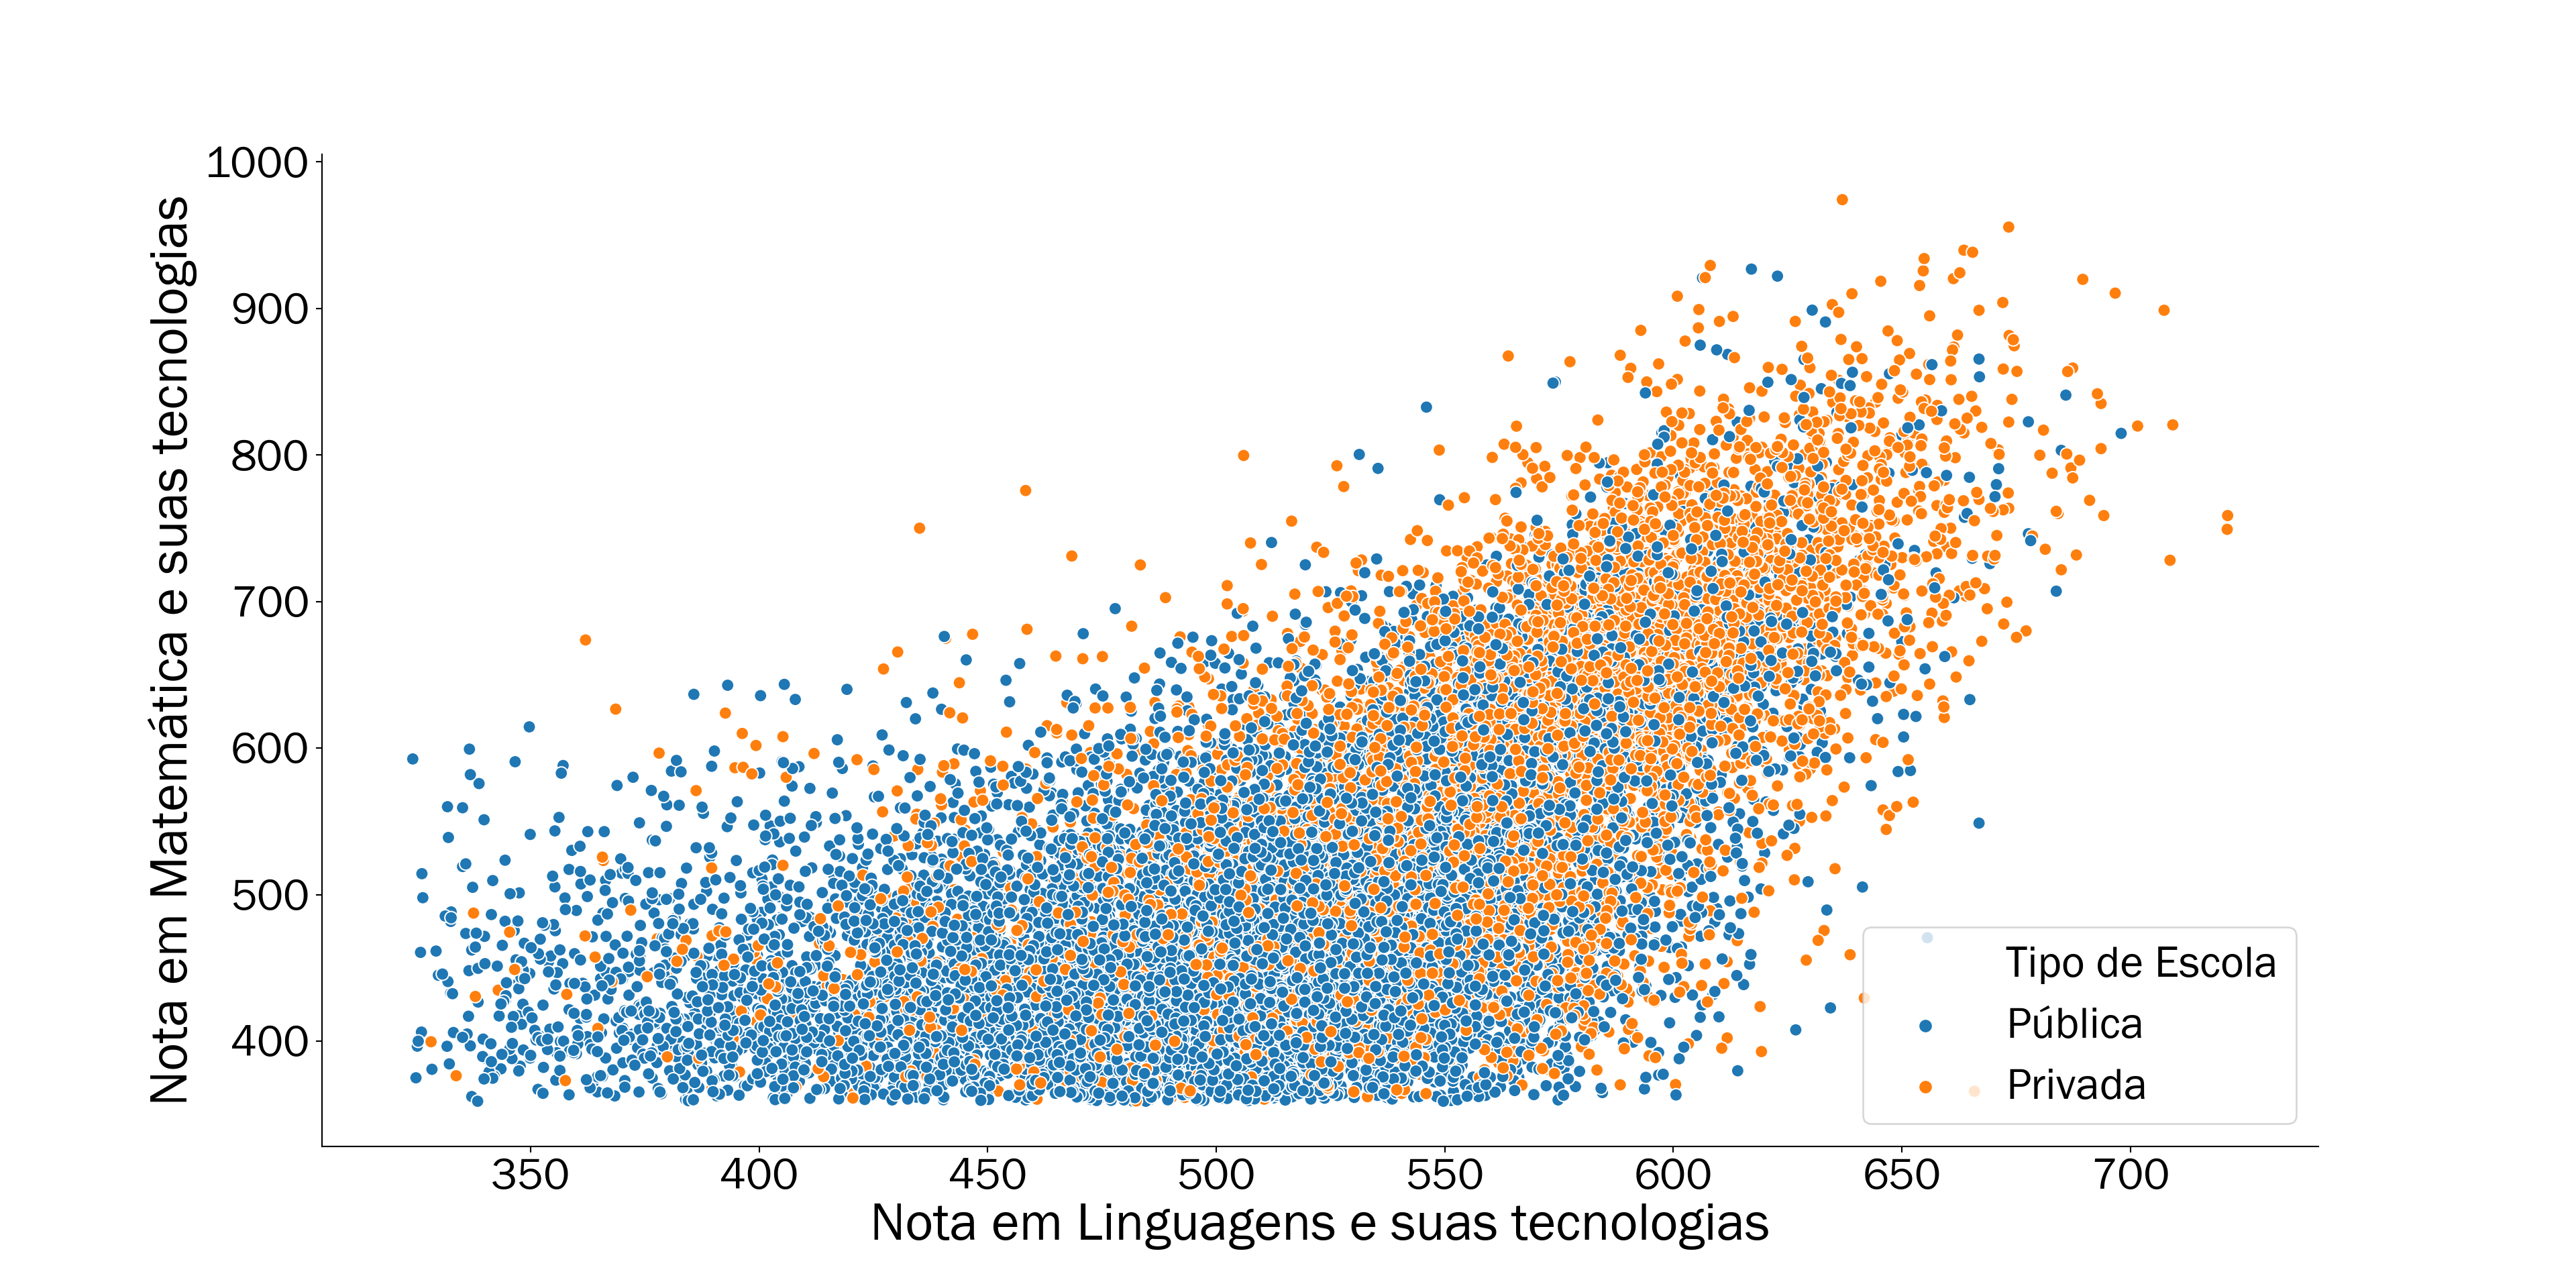 1000
900
800
700
600
500
400
Nota em Matemática e suas tecnologias
350 400 450 500 550 600 650 700
Nota em Linguagens e suas tecnologias
Tipo de Escola
Pública
Privada